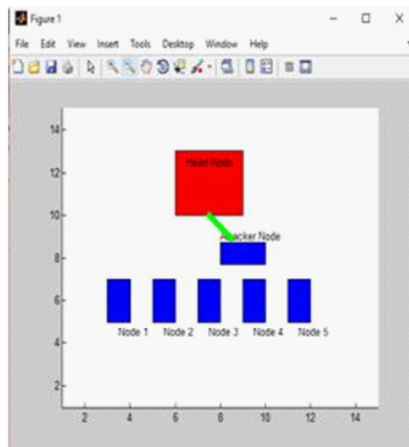 Figure 1
File Edit View Insert Tools Desktop Window Help
14
12
10
8
6
4
2
Head Node
Attacker Node
Node 1 Node 2 Node 3 Node 4 Node 5
2 4 6 8 10 12 14